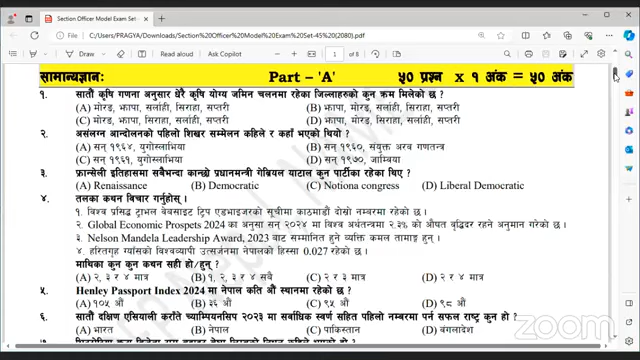 Section Officer Model Exam Set
C:/Users/PRAGYA/Downloads/Section%20Officer%20Model%20Exam%20Set-45%20(2080).pdf
Read aloud Ask Copilot 1 of 8
सामान्यज्ञानः Part – 'A' ५० प्रश्न x १ अंक = ५० अंक
१. सातौं कृषि गणना अनुसार धेरै कृषि योग्य जमिन चलनमा रहेका जिल्लाहरुको कुन क्रम मिलेको छ ?
(A) मोरङ, झापा, सर्लाही, सिराहा, सप्तरी (B) झापा, मोरङ, सर्लाही, सिराहा, सप्तरी
(C) मोरङ, झापा, सर्लाही, सिराहा, सप्तरी (D) झापा, मोरङ, सर्लाही, सिराहा, सप्तरी
२. असंलग्न आन्दोलनको पहिलो शिखर सम्मेलन कहिले र कहाँ भएको थियो ?
(A) सन् १९६४, युगोस्लाभिया (B) सन् १९६०, संयुक्त अरब गणतन्त्र
(C) सन् १९६१, युगोस्लाभिया (D) सन् १९७०, जाम्विया
३. फ्रान्सेली इतिहासमा सबैभन्दा कान्छो प्रधानमन्त्री गेब्रियल याटाल कुन पार्टीका रहेका थिए ?
(A) Renaissance (B) Democratic (C) Notiona congress (D) Liberal Democratic
४. तलका कथन विचार गर्नुहोस् ।
१. विश्व प्रसिद्ध ट्राभल वेबसाइट ट्रिप एडभाइजरको सूचीमा काठमाडौं दोस्रो नम्बरमा रहेको छ ।
२. Global Economic Prospets 2024 का अनुसा सन् २०२४ मा विश्व अर्थतन्त्रमा २.३% को औषत वृद्धिदर रहने अनुमान गरेको छ ।
३. Nelson Mandela Leadership Award, 2023 बाट सम्मानित हुने व्यक्ति कमल तामाङ्ग हुन् ।
४. हरितगृह ग्यांसको विश्वव्यापी उत्सर्जनमा नेपालको हिस्सा 0.027 रहेको छ ।
माथिका कुन कुन कथन सही हो/हुन् ?
(A) २, ३ र ४ मात्र (B) १, २, ३ र ४ सबै (C) २ र ३ मात्र (D) २ र ४ मात्र
५. Henley Passport Index 2024 मा नेपाल कति औं स्थानमा रहेको छ ?
(A) १०५ औं (B) ३६ औं (C) ९५ औं (D) ९८ औं
६. सातौं दक्षिण एसियाली कराँते च्याम्पियनसिप २०२३ मा सर्वाधिक स्वर्ण सहित पहिलो नम्बरमा पर्न सफल राष्ट्र कुन हो ?
(A) भारत (B) नेपाल (C) पाकिस्तान (D) बंगलादेश
zoom